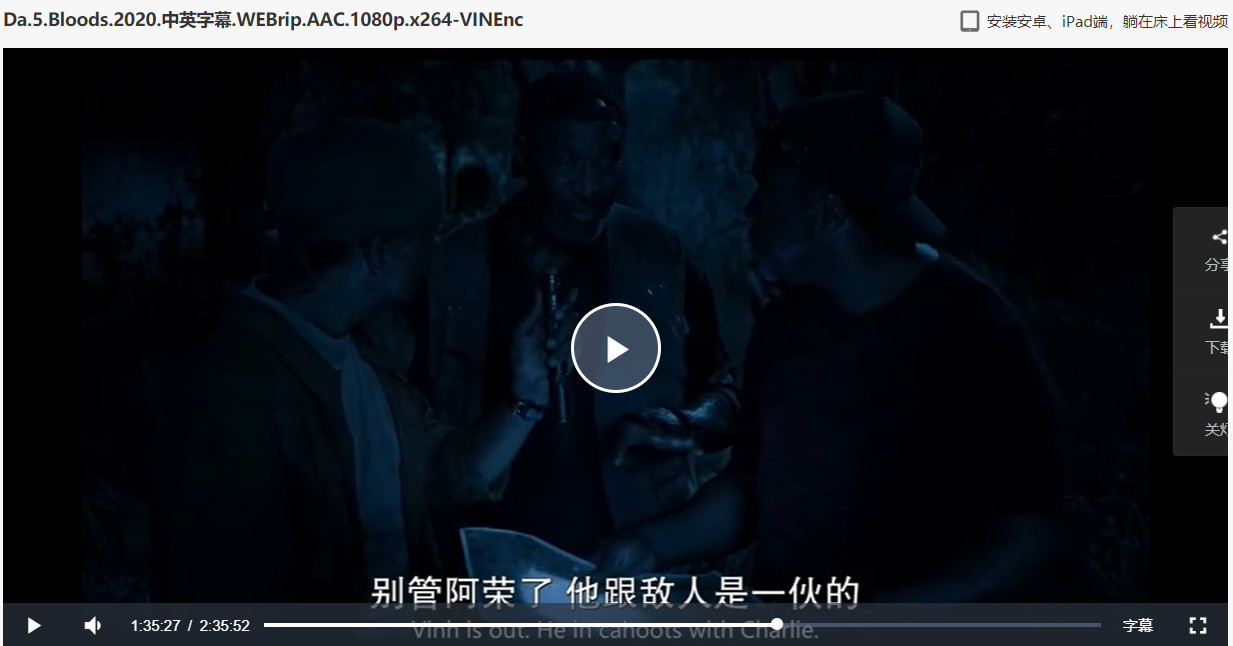 Da.5.Bloods.2020.中英字幕.WEBrip.AAC.1080p.x264-VINEnc
安装安卓、iPad端，躺在床上看视频
分享
下载
关灯
别管阿荣了 他跟敌人是一伙的
Vinh is out. He in cahoots with Charlie.
1:35:27 / 2:35:52
字幕